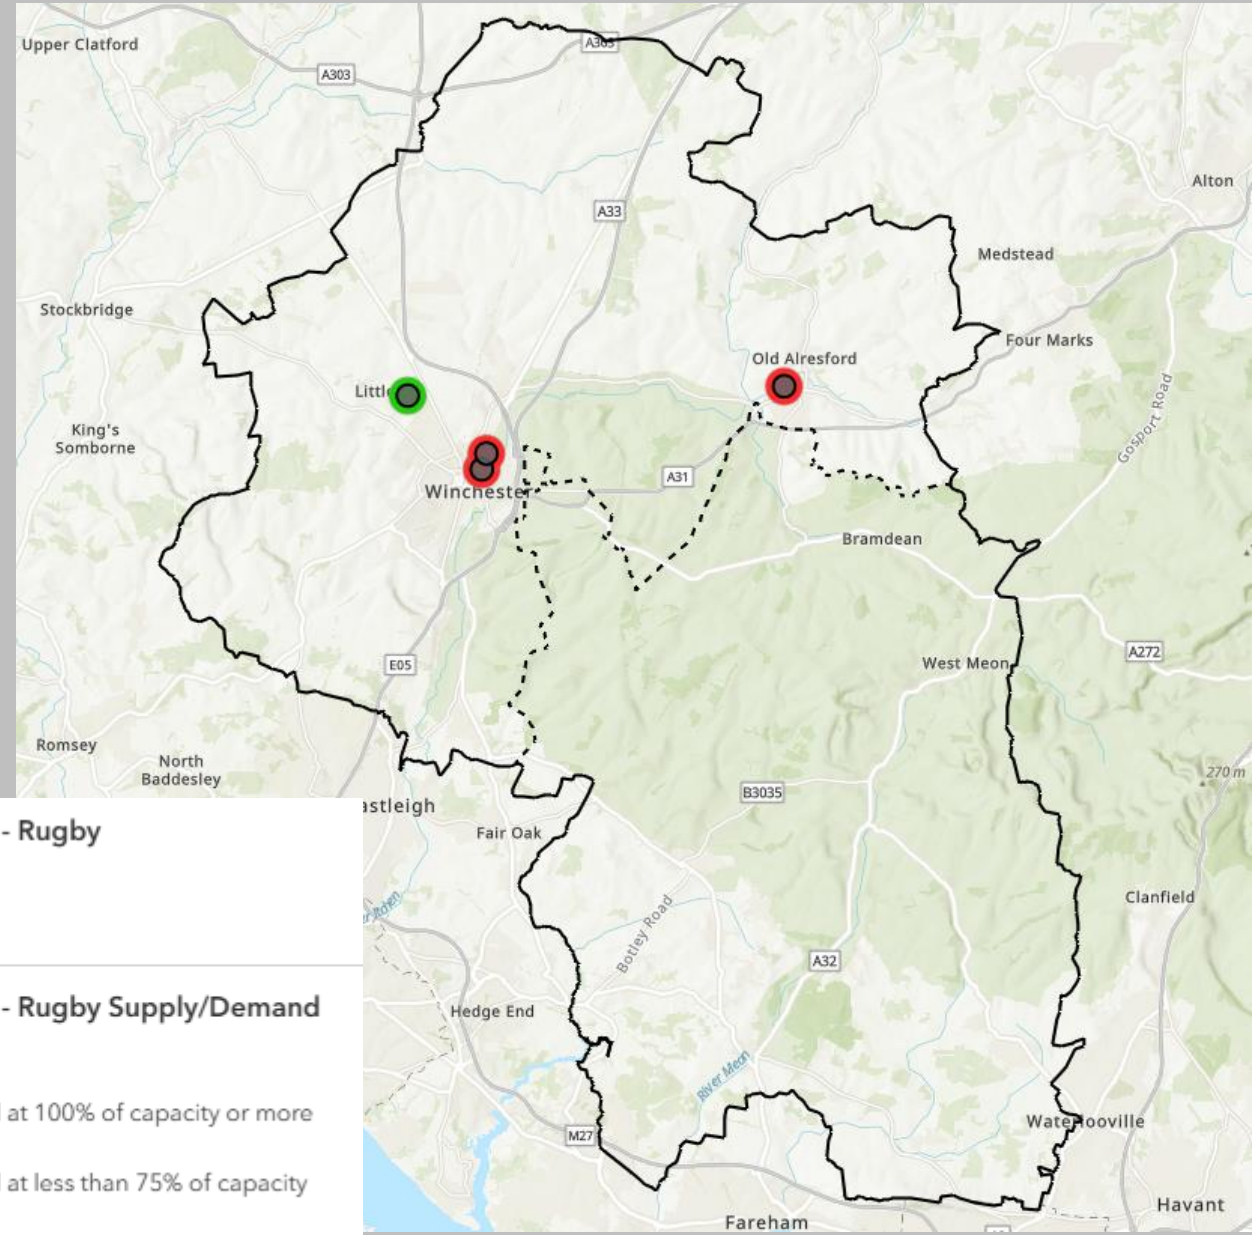 Upper Clatford
A303
A303
A33
Alton
Medstead
Stockbridge
Four Marks
Old Alresford
Gosport Road
King's
Somborne
A31
Winchester
Bramdean
E05
West Meon
A272
Romsey
North
Baddesley
270 m
B3035
- Rugby
astleigh
Fair Oak
Clanfield
Botley Road
A32
- Rugby Supply/Demand
Hedge End
River Meon
at 100% of capacity or more
M27
at less than 75% of capacity
Havant
Fareham